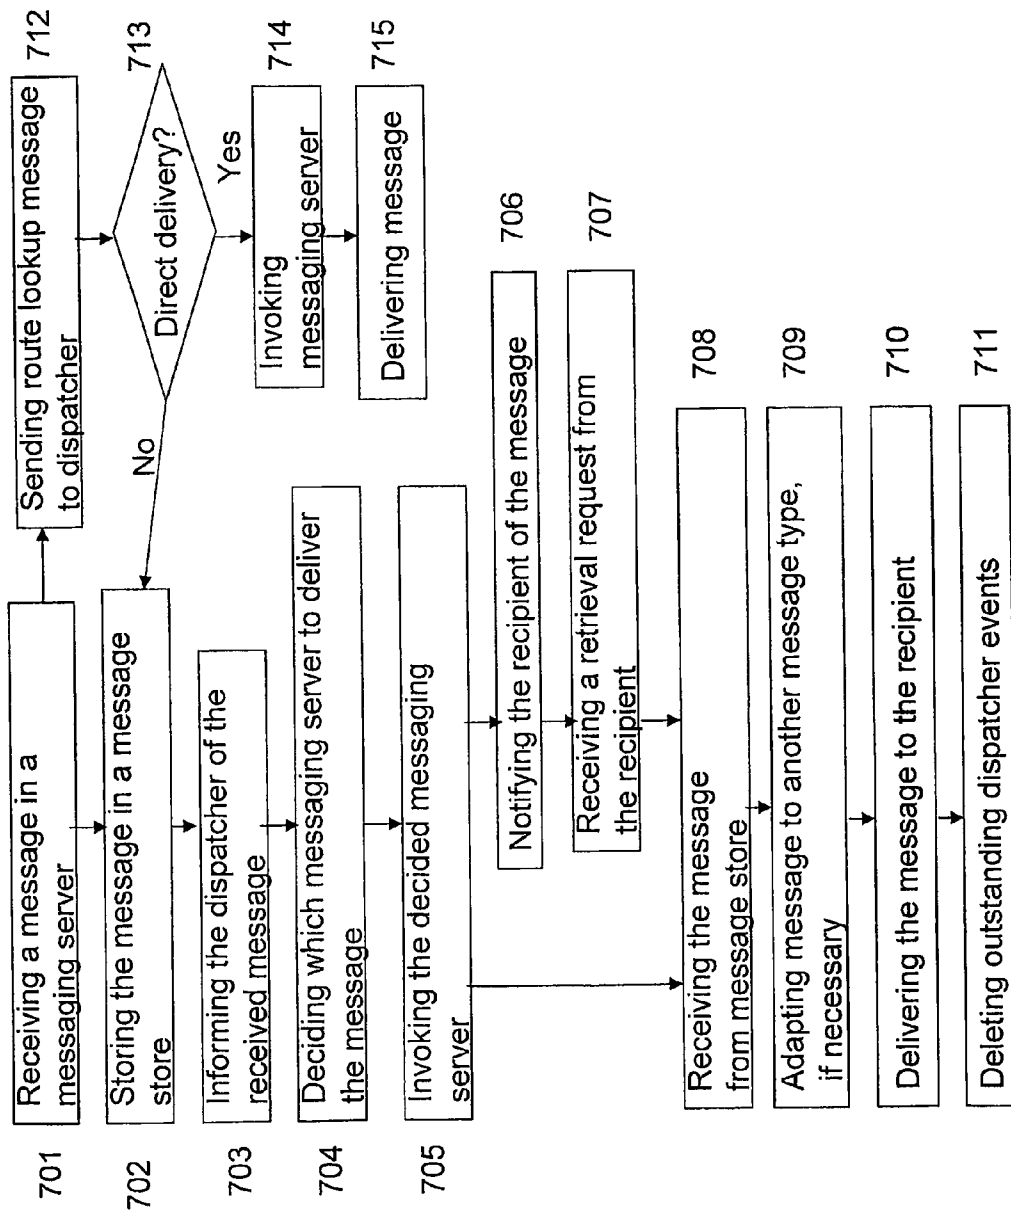 701
Receiving a message in a
messaging server
702
Storing the message in a message
store
703
Informing the dispatcher of the
received message
704
Deciding which messaging server to deliver
the message
705
Invoking the decided messaging
server
Notifying the recipient of the message
706
Receiving a retrieval request from
the recipient
707
Receiving the message
from message store
708
Adapting message to another message type,
if necessary
709
Delivering the message to the recipient
710
Deleting outstanding dispatcher events
711
Sending route lookup message
to dispatcher
712
Direct delivery?
713
No
Yes
Invoking
messaging server
714
Delivering message
715